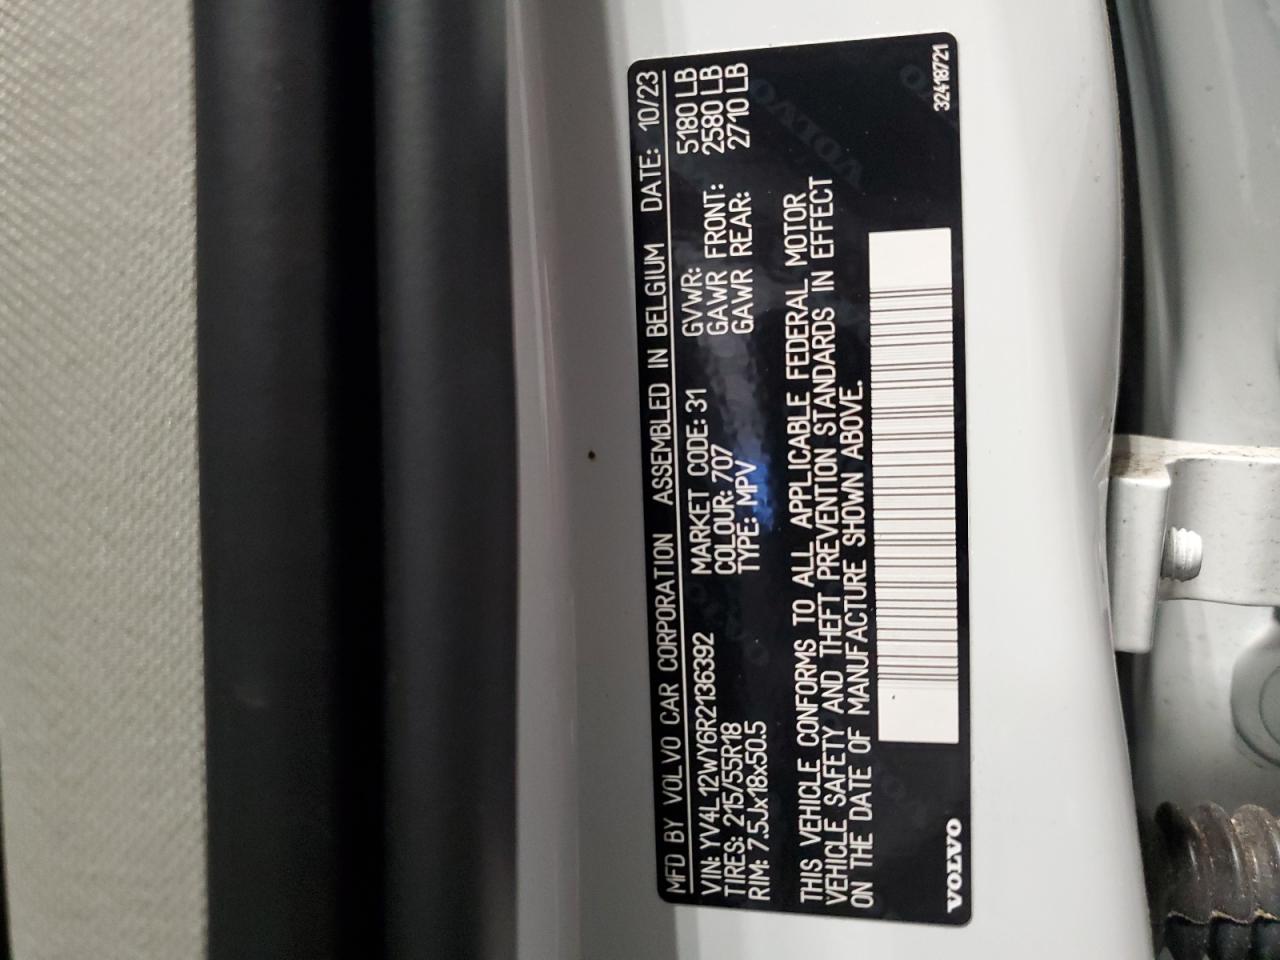 MFD BY VOLVO CAR CORPORATION ASSEMBLED IN BELGIUM DATE: 10/23
VIN: YV4L12WY6R2136392 MARKET CODE: 31 GVWR: 5180 LB
TIRES: 215/55R18 COLOUR: 707 GAWR FRONT: 2580 LB
RIM: 7.5Jx18x50.5 TYPE: MPV GAWR REAR: 2710 LB
THIS VEHICLE CONFORMS TO ALL APPLICABLE FEDERAL MOTOR
VEHICLE SAFETY AND THEFT PREVENTION STANDARDS IN EFFECT
ON THE DATE OF MANUFACTURE SHOWN ABOVE.
VOLVO 32418721